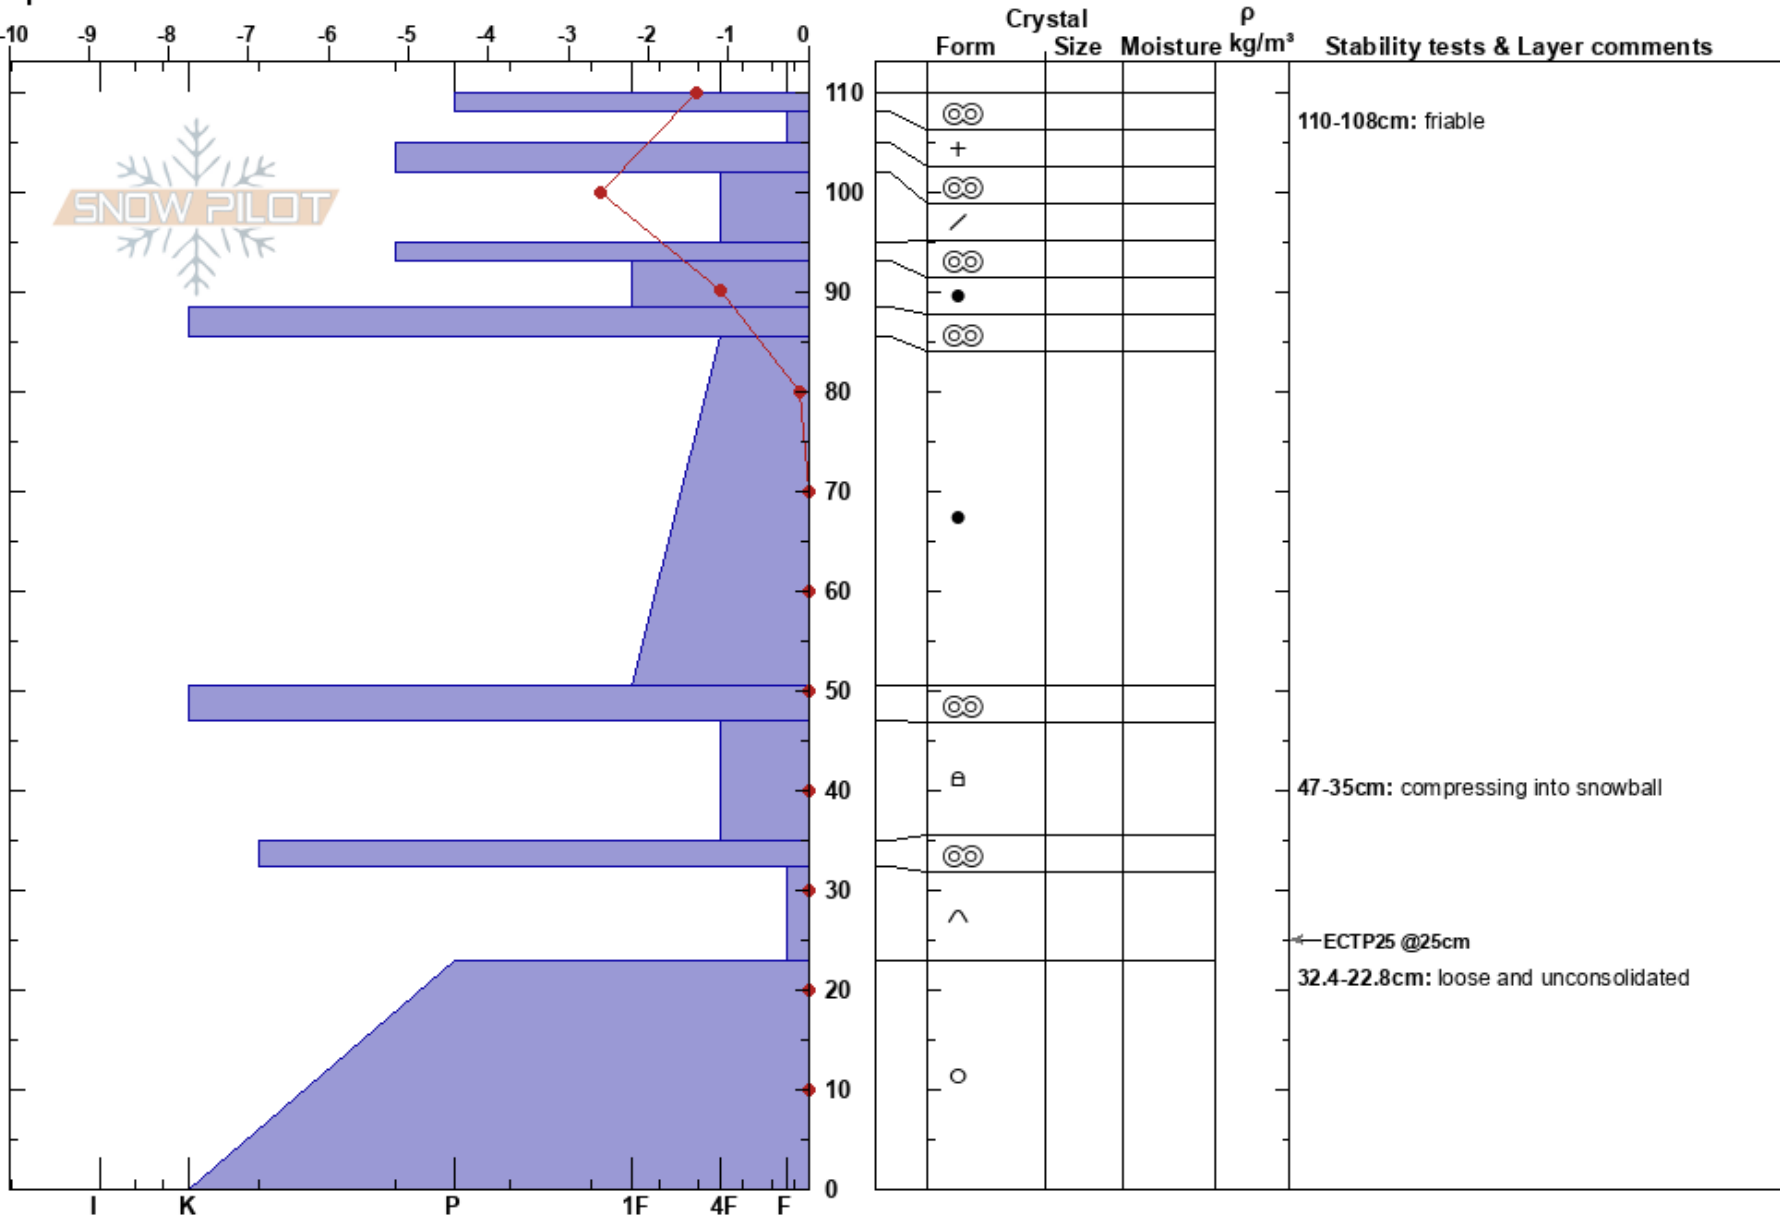 -10 -9 -8 -7 -6 -5 -4 -3 -2 -1 0
Crystal ρ
Form Size Moisture kg/m³ Stability tests & Layer comments
110
110-108cm: friable
SNOW PILOT
100
90
80
70
60
50
40
47-35cm: compressing into snowball
30
ECTP25 @25cm
32.4-22.8cm: loose and unconsolidated
20
10
0
I K P 1F 4F F